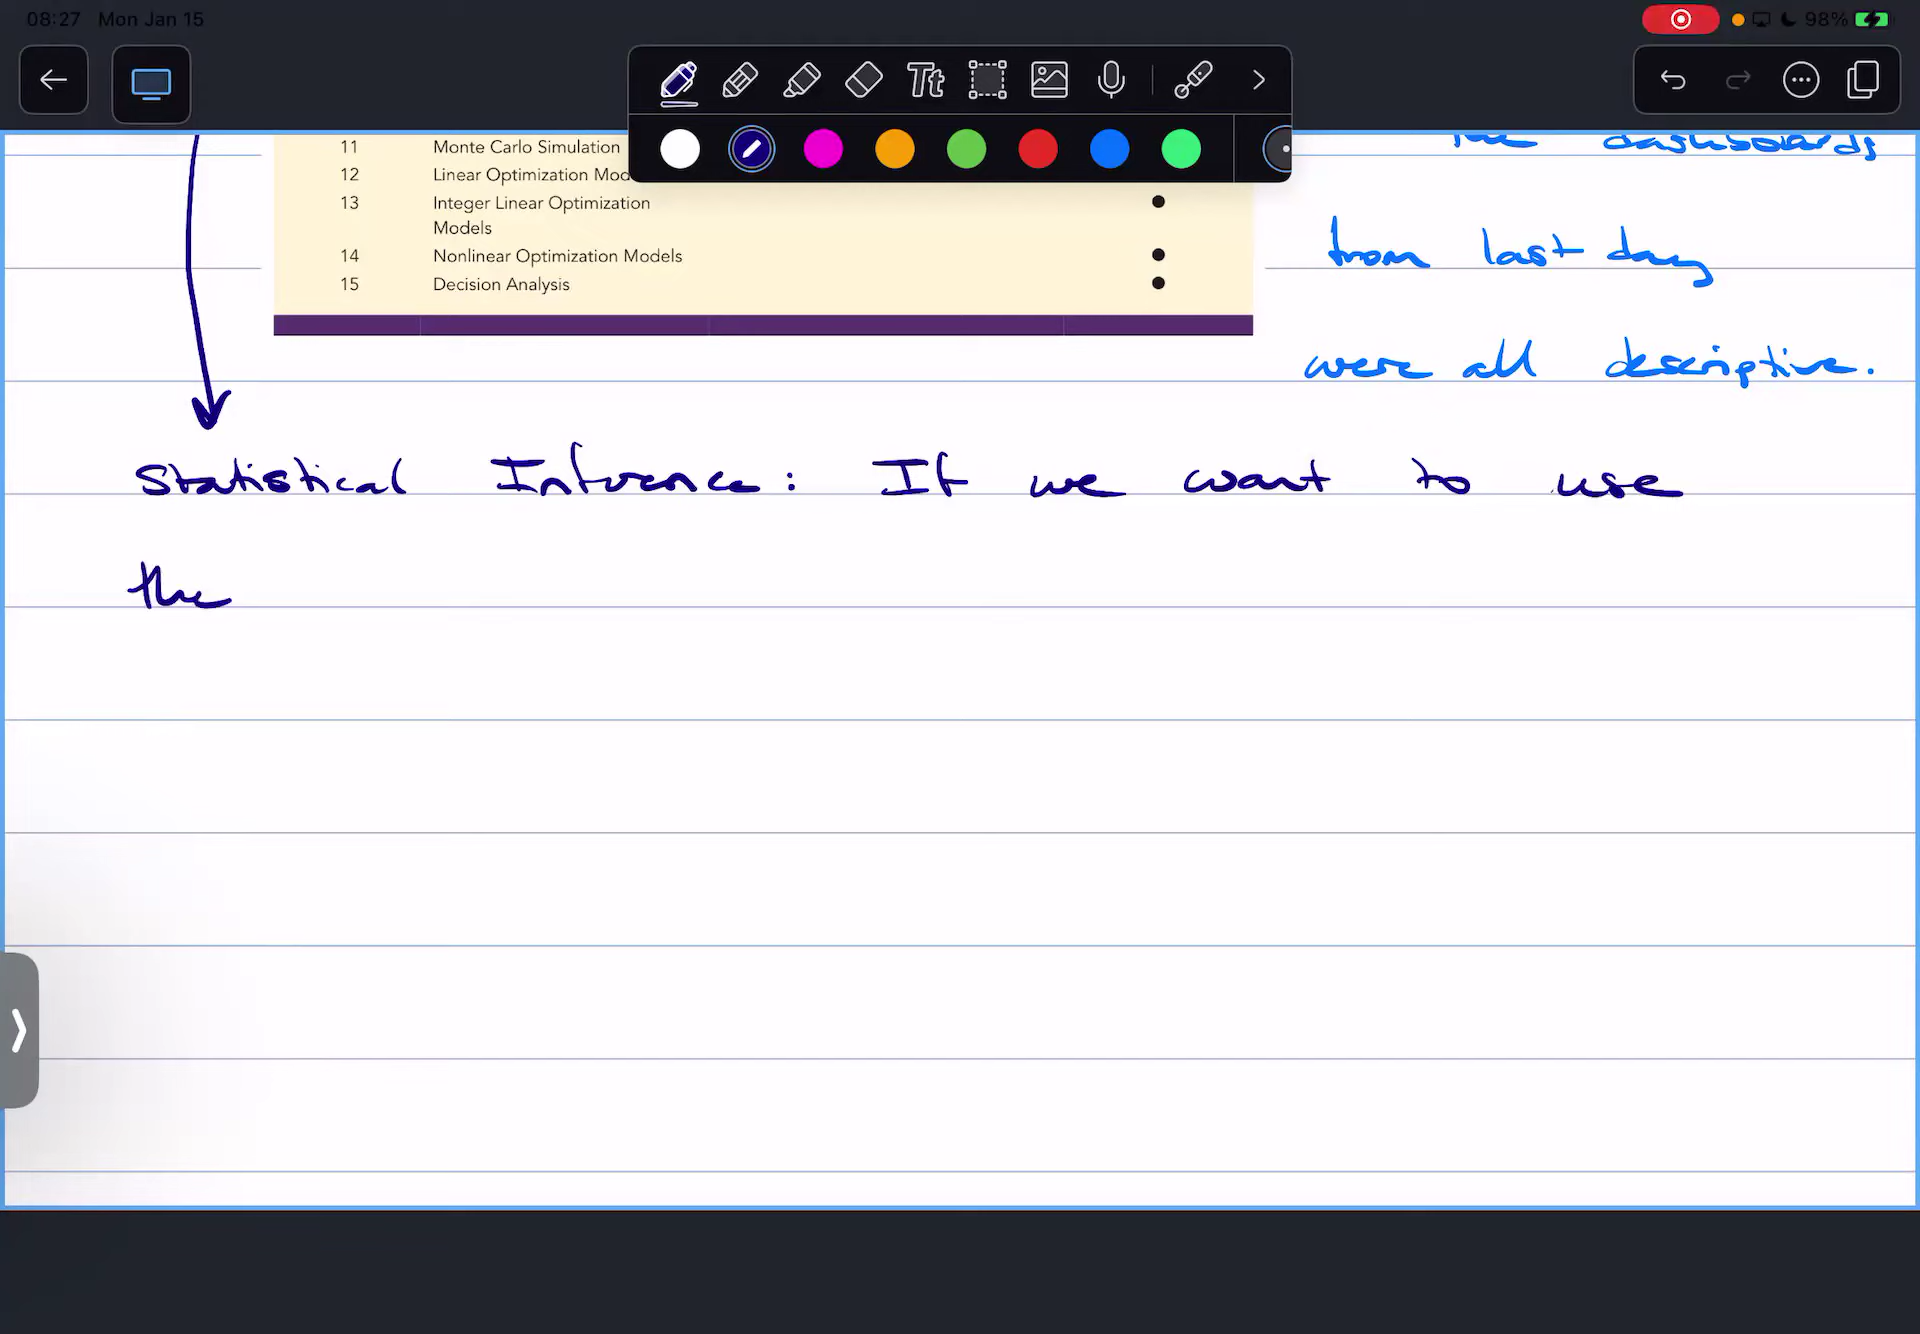 08:27 Mon Jan 15
98%
Tt
11 Monte Carlo Simulation
12 Linear Optimization Mod
13 Integer Linear Optimization
Models
14 Nonlinear Optimization Models
15 Decision Analysis
the dashboards
from last day
were all descriptive.
Statistical Inference: If we want to use
the